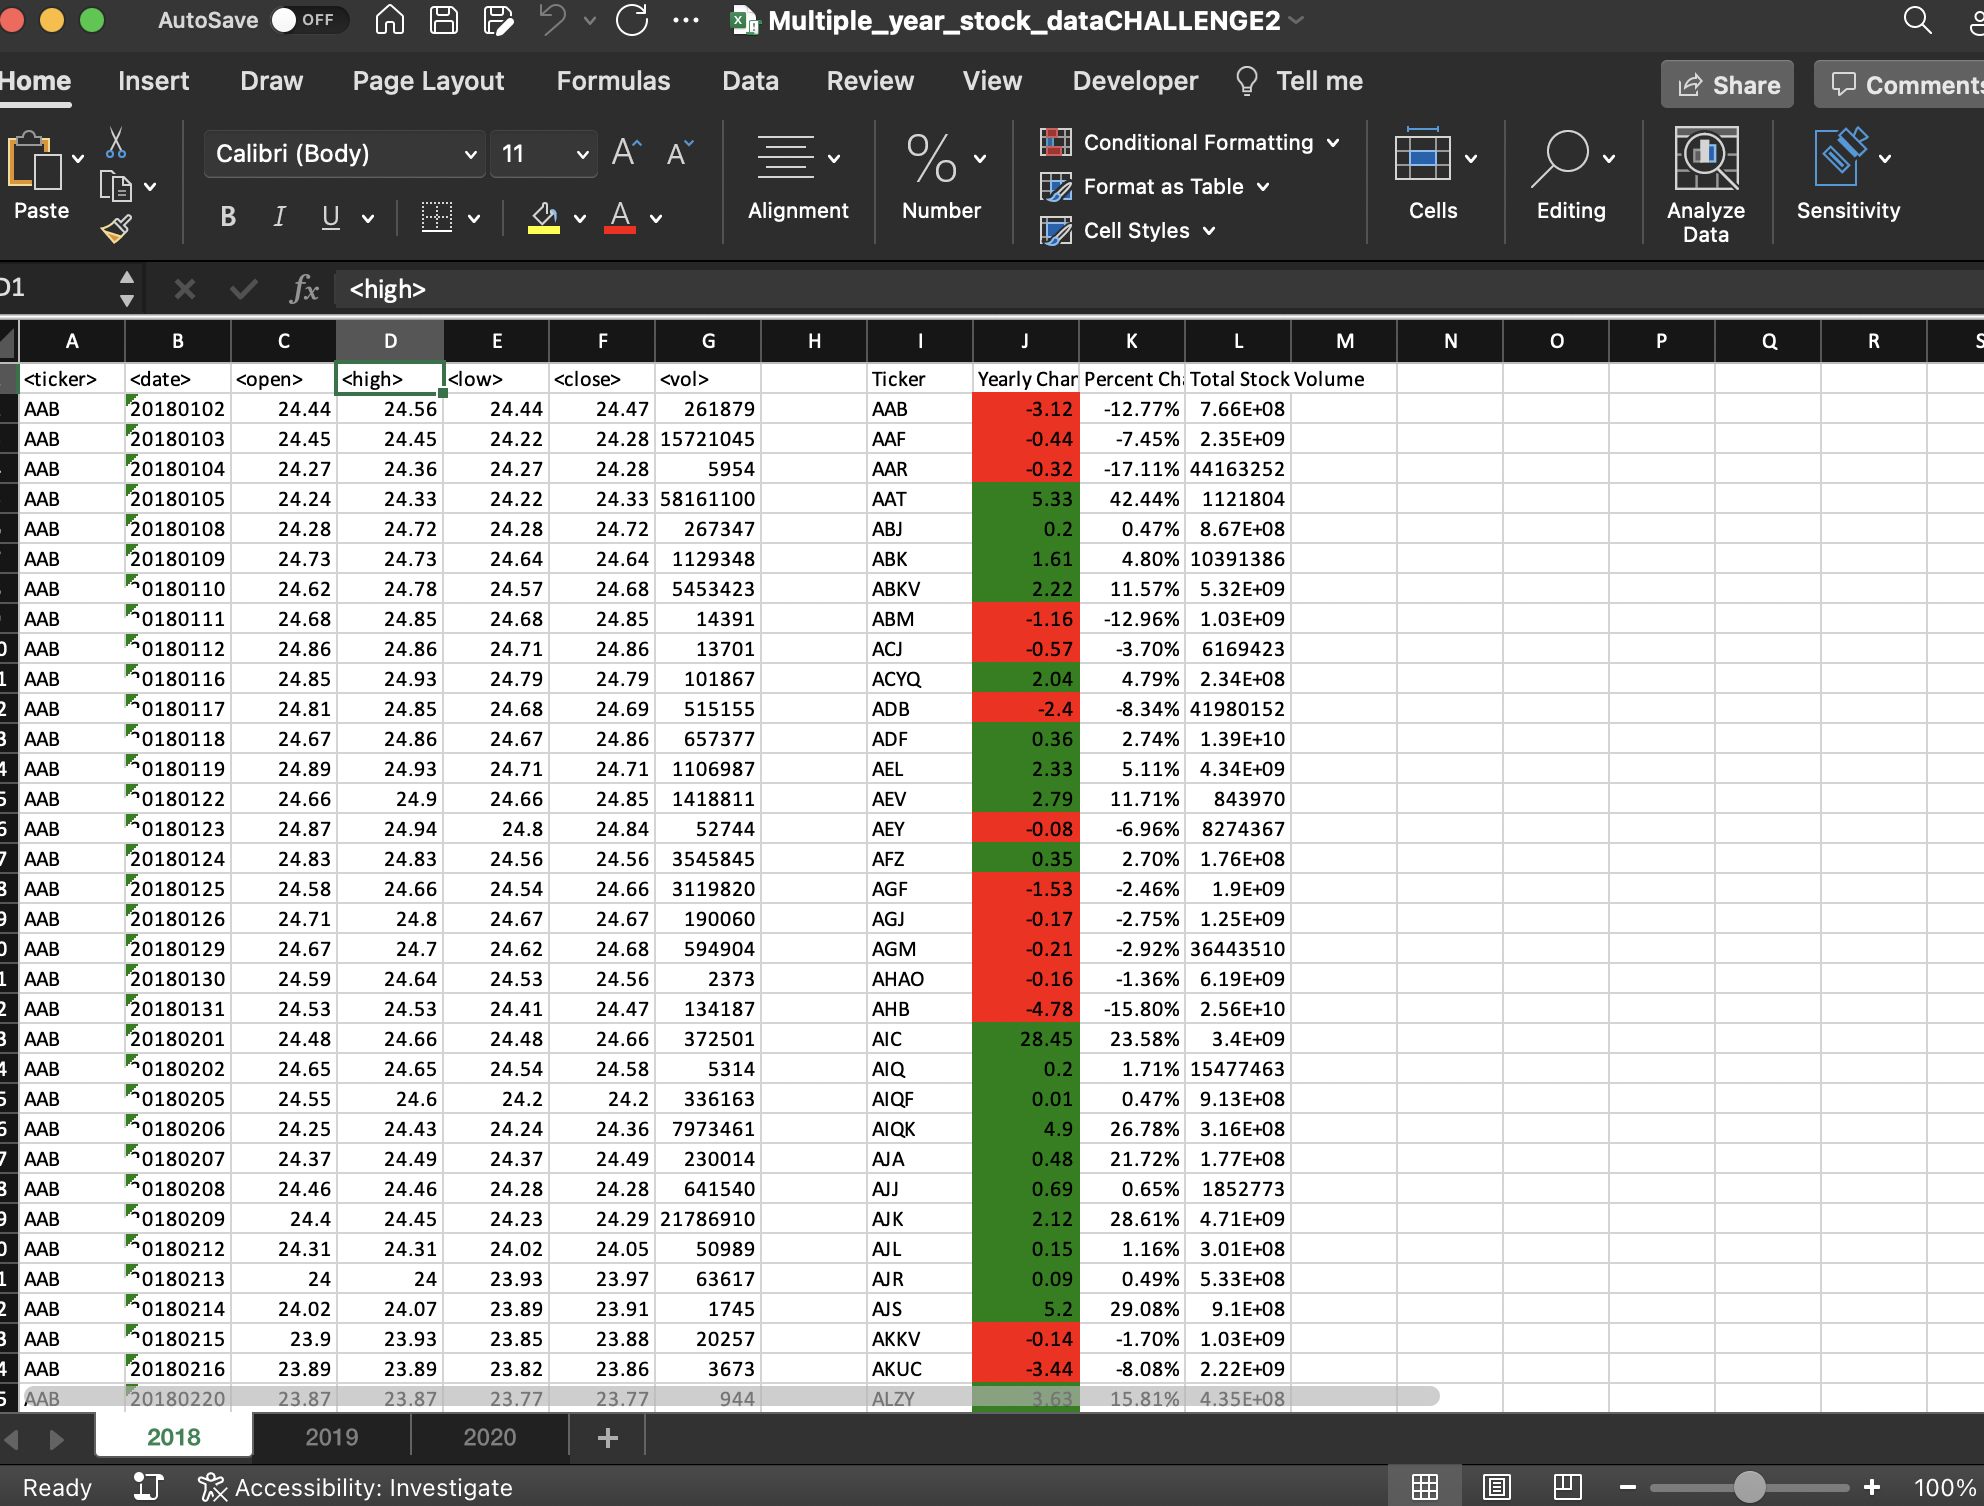 AutoSave OFF Multiple_year_stock_dataCHALLENGE2
Home Insert Draw Page Layout Formulas Data Review View Developer Tell me Share Comments
Paste Calibri (Body) 11 Alignment Number Conditional Formatting Format as Table Cell Styles Cells Editing Analyze Data Sensitivity
B I U A
D1 fx <high>
A B C D E F G H I J K L M N O P Q R S
<ticker> <date> <open> <high> <low> <close> <vol> Ticker Yearly Char Percent Ch Total Stock Volume
AAB 20180102 24.44 24.56 24.44 24.47 261879 AAB -3.12 -12.77% 7.66E+08
AAB 20180103 24.45 24.45 24.22 24.28 15721045 AAF -0.44 -7.45% 2.35E+09
AAB 20180104 24.27 24.36 24.27 24.28 5954 AAR -0.32 -17.11% 44163252
AAB 20180105 24.24 24.33 24.22 24.33 58161100 AAT 5.33 42.44% 1121804
AAB 20180108 24.28 24.72 24.28 24.72 267347 ABJ 0.2 0.47% 8.67E+08
AAB 20180109 24.73 24.73 24.64 24.64 1129348 ABK 1.61 4.80% 10391386
AAB 20180110 24.62 24.78 24.57 24.68 5453423 ABKV 2.22 11.57% 5.32E+09
AAB 20180111 24.68 24.85 24.68 24.85 14391 ABM -1.16 -12.96% 1.03E+09
AAB 20180112 24.86 24.86 24.71 24.86 13701 ACJ -0.57 -3.70% 6169423
AAB 20180116 24.85 24.93 24.79 24.79 101867 ACYQ 2.04 4.79% 2.34E+08
AAB 20180117 24.81 24.85 24.68 24.69 515155 ADB -2.4 -8.34% 41980152
AAB 20180118 24.67 24.86 24.67 24.86 657377 ADF 0.36 2.74% 1.39E+10
AAB 20180119 24.89 24.93 24.71 24.71 1106987 AEL 2.33 5.11% 4.34E+09
AAB 20180122 24.66 24.9 24.66 24.85 1418811 AEV 2.79 11.71% 843970
AAB 20180123 24.87 24.94 24.8 24.84 52744 AEY -0.08 -6.96% 8274367
AAB 20180124 24.83 24.83 24.56 24.56 3545845 AFZ 0.35 2.70% 1.76E+08
AAB 20180125 24.58 24.66 24.54 24.66 3119820 AGF -1.53 -2.46% 1.9E+09
AAB 20180126 24.71 24.8 24.67 24.67 190060 AGJ -0.17 -2.75% 1.25E+09
AAB 20180129 24.67 24.7 24.62 24.68 594904 AGM -0.21 -2.92% 36443510
AAB 20180130 24.59 24.64 24.53 24.56 2373 AHAO -0.16 -1.36% 6.19E+09
AAB 20180131 24.53 24.53 24.41 24.47 134187 AHB -4.78 -15.80% 2.56E+10
AAB 20180201 24.48 24.66 24.48 24.66 372501 AIC 28.45 23.58% 3.4E+09
AAB 20180202 24.65 24.65 24.54 24.58 5314 AIQ 0.2 1.71% 15477463
AAB 20180205 24.55 24.6 24.2 24.2 336163 AIQF 0.01 0.47% 9.13E+08
AAB 20180206 24.25 24.43 24.24 24.36 7973461 AIQK 4.9 26.78% 3.16E+08
AAB 20180207 24.37 24.49 24.37 24.49 230014 AJA 0.48 21.72% 1.77E+08
AAB 20180208 24.46 24.46 24.28 24.28 641540 AJJ 0.69 0.65% 1852773
AAB 20180209 24.4 24.45 24.23 24.29 21786910 AJK 2.12 28.61% 4.71E+09
AAB 20180212 24.31 24.31 24.02 24.05 50989 AJL 0.15 1.16% 3.01E+08
AAB 20180213 24 24 23.93 23.97 63617 AJR 0.09 0.49% 5.33E+08
AAB 20180214 24.02 24.07 23.89 23.91 1745 AJS 5.2 29.08% 9.1E+08
AAB 20180215 23.9 23.93 23.85 23.88 20257 AKKV -0.14 -1.70% 1.03E+09
AAB 20180216 23.89 23.89 23.82 23.86 3673 AKUC -3.44 -8.08% 2.22E+09
AAB 20180220 23.87 23.87 23.77 23.77 944 ALZY 3.63 15.81% 4.35E+08
2018 2019 2020 +
Ready Accessibility: Investigate 100%